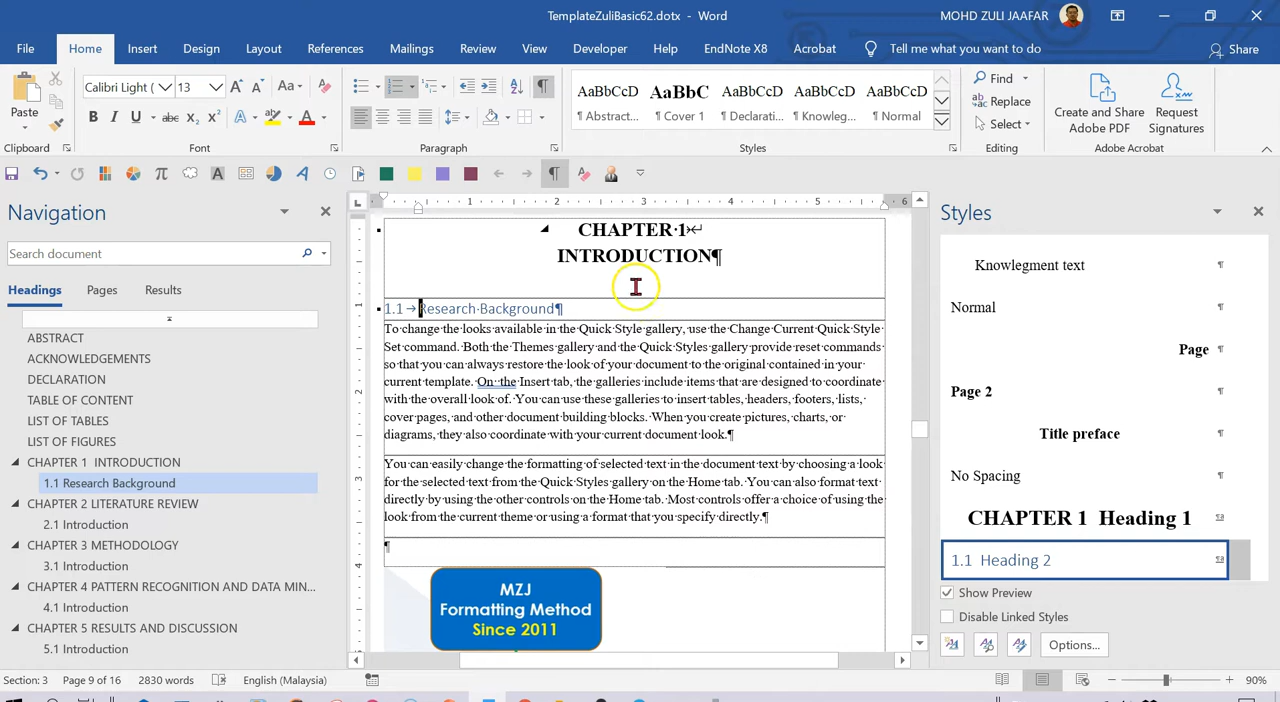 TemplateZuliBasic62.dotx - Word
MOHD ZULI JAAFAR
File Home Insert Design Layout References Mailings Review View Developer Help EndNote X8 Acrobat Tell me what you want to do Share
Paste
Calibri Light ( 13
AaBbCcD AaBbC AaBbCcD AaBbCcD AaBbCcD
¶ Abstract... ¶ Cover 1 ¶ Declarati... ¶ Knowleg... ¶ Normal
Find
Replace
Select
Create and Share Adobe PDF
Request Signatures
Clipboard Font Paragraph Styles Editing Adobe Acrobat
Navigation
Search document
Headings Pages Results
ABSTRACT
ACKNOWLEDGEMENTS
DECLARATION
TABLE OF CONTENT
LIST OF TABLES
LIST OF FIGURES
CHAPTER 1 INTRODUCTION
1.1 Research Background
CHAPTER 2 LITERATURE REVIEW
2.1 Introduction
CHAPTER 3 METHODOLOGY
3.1 Introduction
CHAPTER 4 PATTERN RECOGNITION AND DATA MIN...
4.1 Introduction
CHAPTER 5 RESULTS AND DISCUSSION
5.1 Introduction
1 2 3 4 5 6
1
2
3
4
CHAPTER·1↵
INTRODUCTION¶
1.1→Research·Background¶
To·change·the·looks·available·in·the·Quick·Style·gallery,·use·the·Change·Current·Quick·Style·
Set·command.·Both·the·Themes·gallery·and·the·Quick·Styles·gallery·provide·reset·commands·
so·that·you·can·always·restore·the·look·of·your·document·to·the·original·contained·in·your·
current·template.·On··the·Insert·tab,·the·galleries·include·items·that·are·designed·to·coordinate·
with·the·overall·look·of.·You·can·use·these·galleries·to·insert·tables,·headers,·footers,·lists,·
cover·pages,·and·other·document·building·blocks.·When·you·create·pictures,·charts,·or·
diagrams,·they·also·coordinate·with·your·current·document·look.¶
You·can·easily·change·the·formatting·of·selected·text·in·the·document·text·by·choosing·a·look·
for·the·selected·text·from·the·Quick·Styles·gallery·on·the·Home·tab.·You·can·also·format·text·
directly·by·using·the·other·controls·on·the·Home·tab.·Most·controls·offer·a·choice·of·using·the·
look·from·the·current·theme·or·using·a·format·that·you·specify·directly.¶
¶
MZJ
Formatting Method
Since 2011
Styles
Knowlegment text ¶
Normal ¶
Page ¶
Page 2 ¶
Title preface ¶
No Spacing ¶
CHAPTER 1 Heading 1
1.1 Heading 2
Show Preview
Disable Linked Styles
Options...
Section: 3 Page 9 of 16 2830 words English (Malaysia) 90%